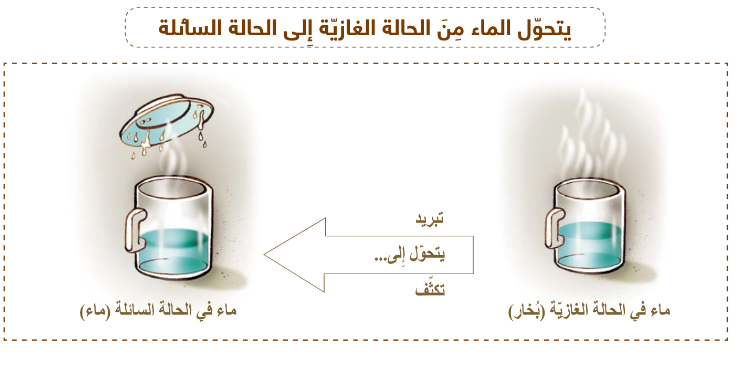 يتحوّل الماء مِنَ الحالة الغازيّة إِلى الحالة السائلة
تبريد
يتحوّل إِلى...
تكثّف
ماء في الحالة الغازيّة (بُخار)
ماء في الحالة السائلة (ماء)